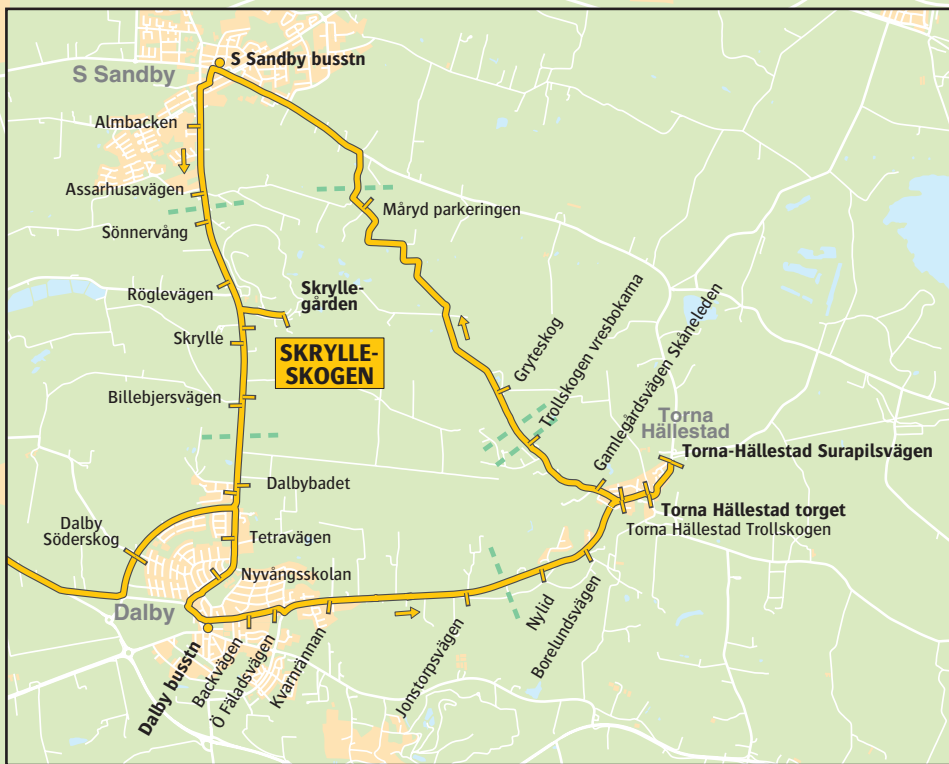 S Sandby busstn
S Sandby
Almbacken
Assarhusavägen
Måryd parkeringen
Sönnervång
Röglevägen
Skrylle-
gården
Skrylle
SKRYLLE-
SKOGEN
Gryteskog
Trollskogen vresbokarna
Billebjersvägen
Gamlegårdsvägen Skåneleden
Torna
Hällestad
Torna-Hällestad Surapilsvägen
Dalbybadet
Torna Hällestad torget
Torna Hällestad Trollskogen
Dalby
Söderskog
Tetravägen
Nyvångsskolan
Dalby
Dalby busstn
Backvägen
Ö Fäladsvägen
Kvarnrännan
Jonstorpsvägen
Nylid
Borelundsvägen